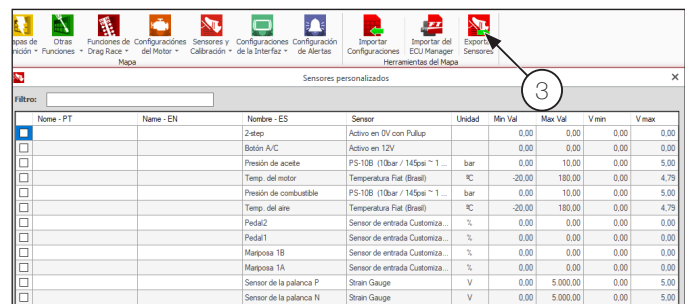 apas de Otras Funciones de Configuraciónes Sensores y Configuraciones Configuración Importar Importar del Exporta
nición Funciones Drag Race del Motor Calibración de la Interfaz de Alertas Configuraciones ECU Manager Sensores
Mapa Herramientas del Mapa
3
Sensores personalizados
Filtro:
Nome - PT Name - EN Nombre - ES Sensor Unidad Min Val Max Val V min V max
2-step Activo en 0V con Pullup 0,00 0,00 0,00 0,00
Botón A/C Activo en 12V 0,00 0,00 0,00 0,00
Presión de aceite PS-10B (10bar / 145psi ~ 1 ... bar 0,00 10,00 0,00 5,00
Temp. del motor Temperatura Fiat (Brasil) ºC -20,00 180,00 0,00 4,79
Presión de combustible PS-10B (10bar / 145psi ~ 1 ... bar 0,00 10,00 0,00 5,00
Temp. del aire Temperatura Fiat (Brasil) ºC -20,00 180,00 0,00 4,79
Pedal2 Sensor de entrada Customiza... % 0,00 0,00 0,00 0,00
Pedal1 Sensor de entrada Customiza... % 0,00 0,00 0,00 0,00
Mariposa 1B Sensor de entrada Customiza... % 0,00 0,00 0,00 0,00
Mariposa 1A Sensor de entrada Customiza... % 0,00 0,00 0,00 0,00
Sensor de la palanca P Strain Gauge V 0,00 5.000,00 0,00 5,00
Sensor de la palanca N Strain Gauge V 0,00 5.000,00 0,00 5,00